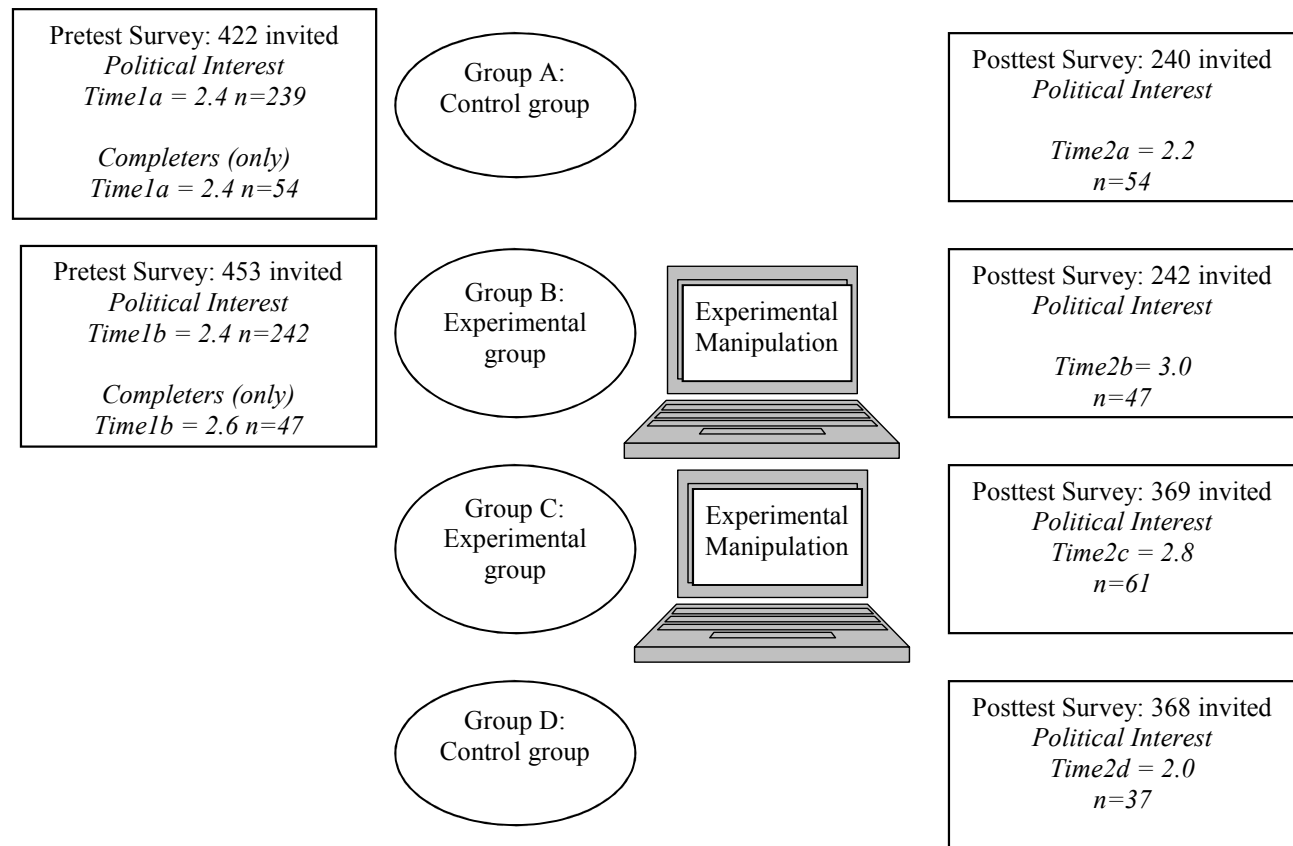 Pretest Survey: 422 invited
Political Interest
Time1a = 2.4 n=239
Completers (only)
Time1a = 2.4 n=54
Group A:
Control group
Posttest Survey: 240 invited
Political Interest
Time2a = 2.2
n=54
Pretest Survey: 453 invited
Political Interest
Time1b = 2.4 n=242
Completers (only)
Time1b = 2.6 n=47
Group B:
Experimental
group
Experimental
Manipulation
Posttest Survey: 242 invited
Political Interest
Time2b= 3.0
n=47
Group C:
Experimental
group
Experimental
Manipulation
Posttest Survey: 369 invited
Political Interest
Time2c = 2.8
n=61
Group D:
Control group
Posttest Survey: 368 invited
Political Interest
Time2d = 2.0
n=37